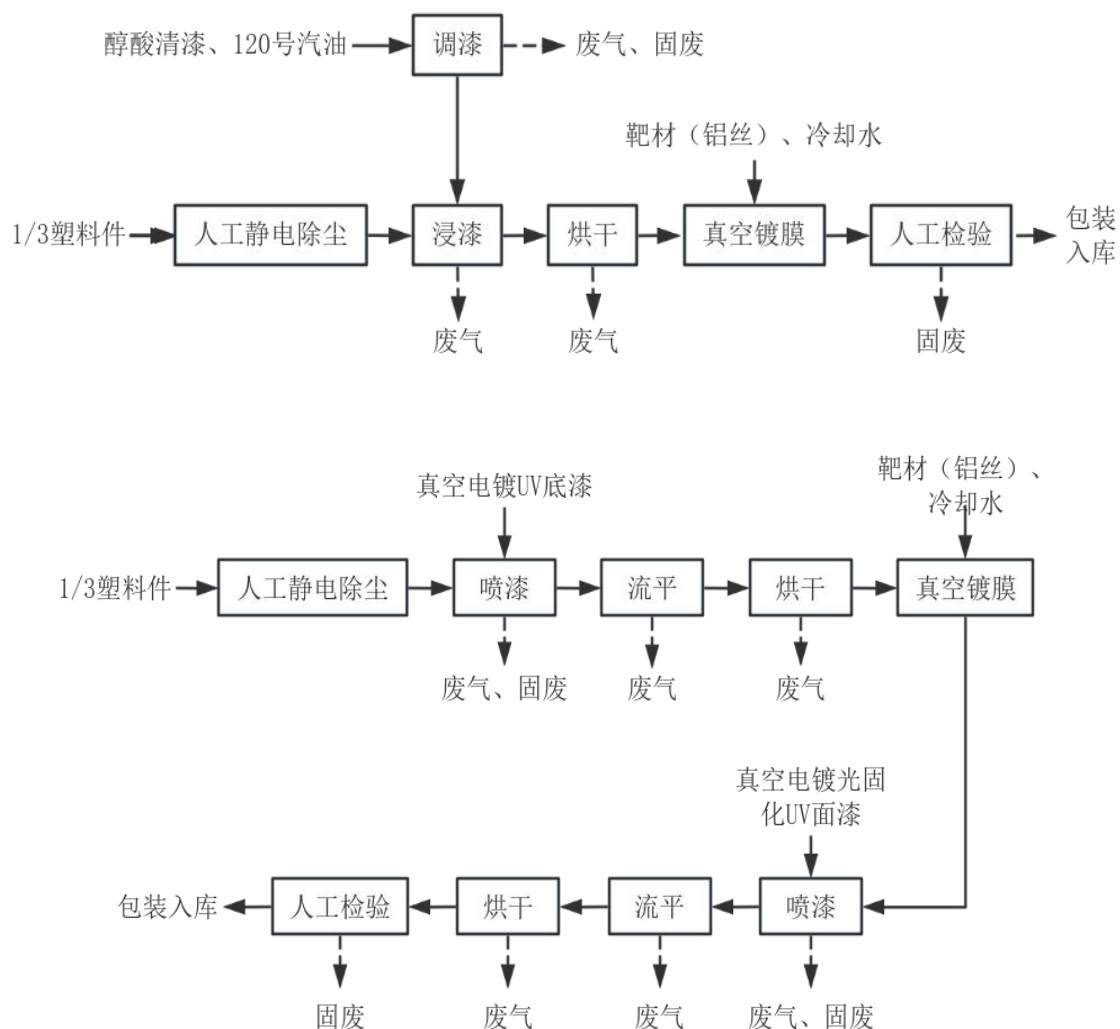 醇酸清漆、120号汽油
调漆
废气、固废
靶材（铝丝）、冷却水
1/3塑料件
人工静电除尘
浸漆
烘干
真空镀膜
人工检验
包装
入库
废气
废气
固废
真空电镀UV底漆
靶材（铝丝）、
冷却水
1/3塑料件
人工静电除尘
喷漆
流平
烘干
真空镀膜
废气、固废
废气
废气
真空电镀光固
化UV面漆
包装入库
人工检验
烘干
流平
喷漆
固废
废气
废气
废气、固废